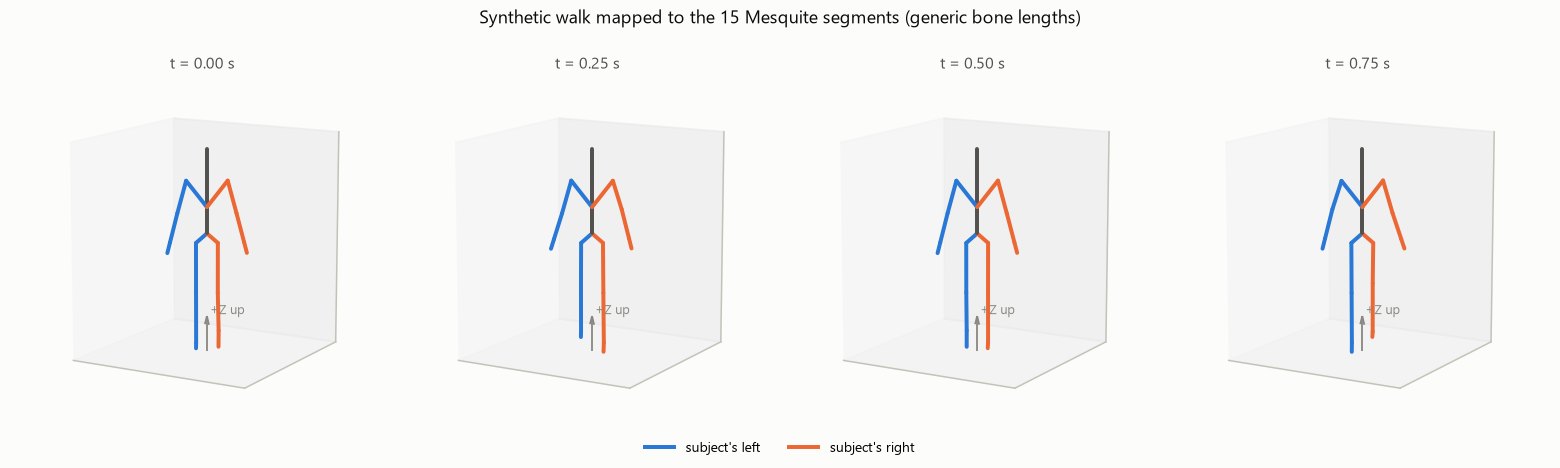 Synthetic walk mapped to the 15 Mesquite segments (generic bone lengths)
t = 0.00 s
t = 0.25 s
t = 0.50 s
t = 0.75 s
+Z up
+Z up
+Z up
+Z up
subject's left
subject's right